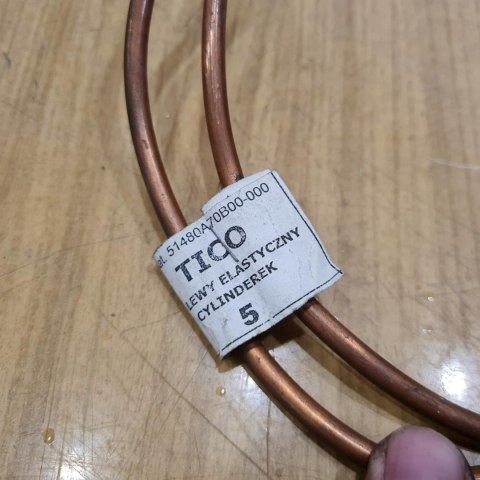 51480A70B00-000
TICO
LEWY ELASTYCZNY
CYLINDEREK
5